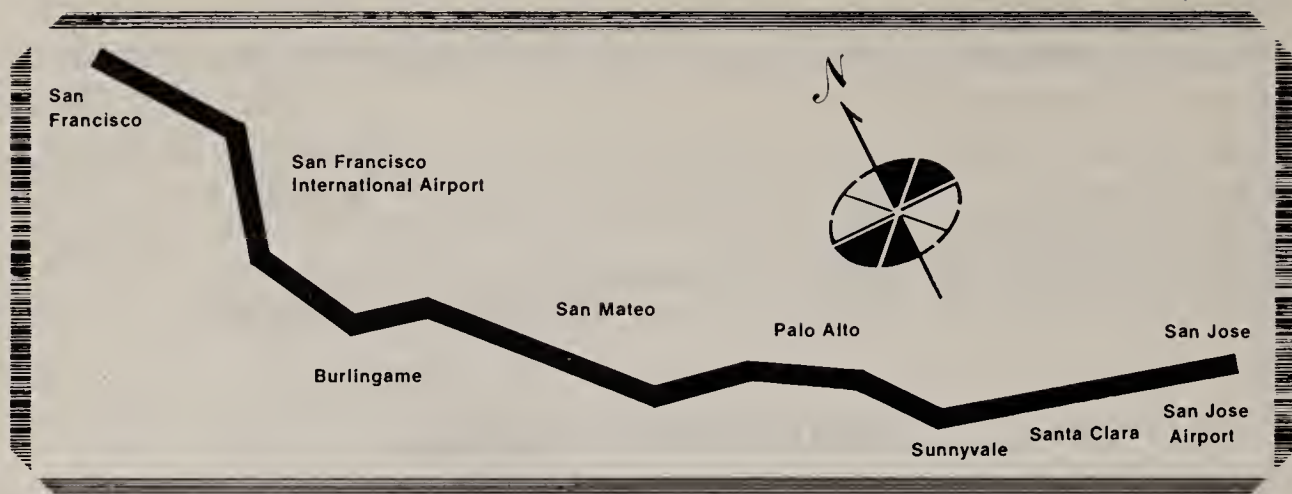 N
San
Francisco
San Francisco
International Airport
San Mateo
Palo Alto
San Jose
Burlingame
San Jose
Airport
Santa Clara
Sunnyvale